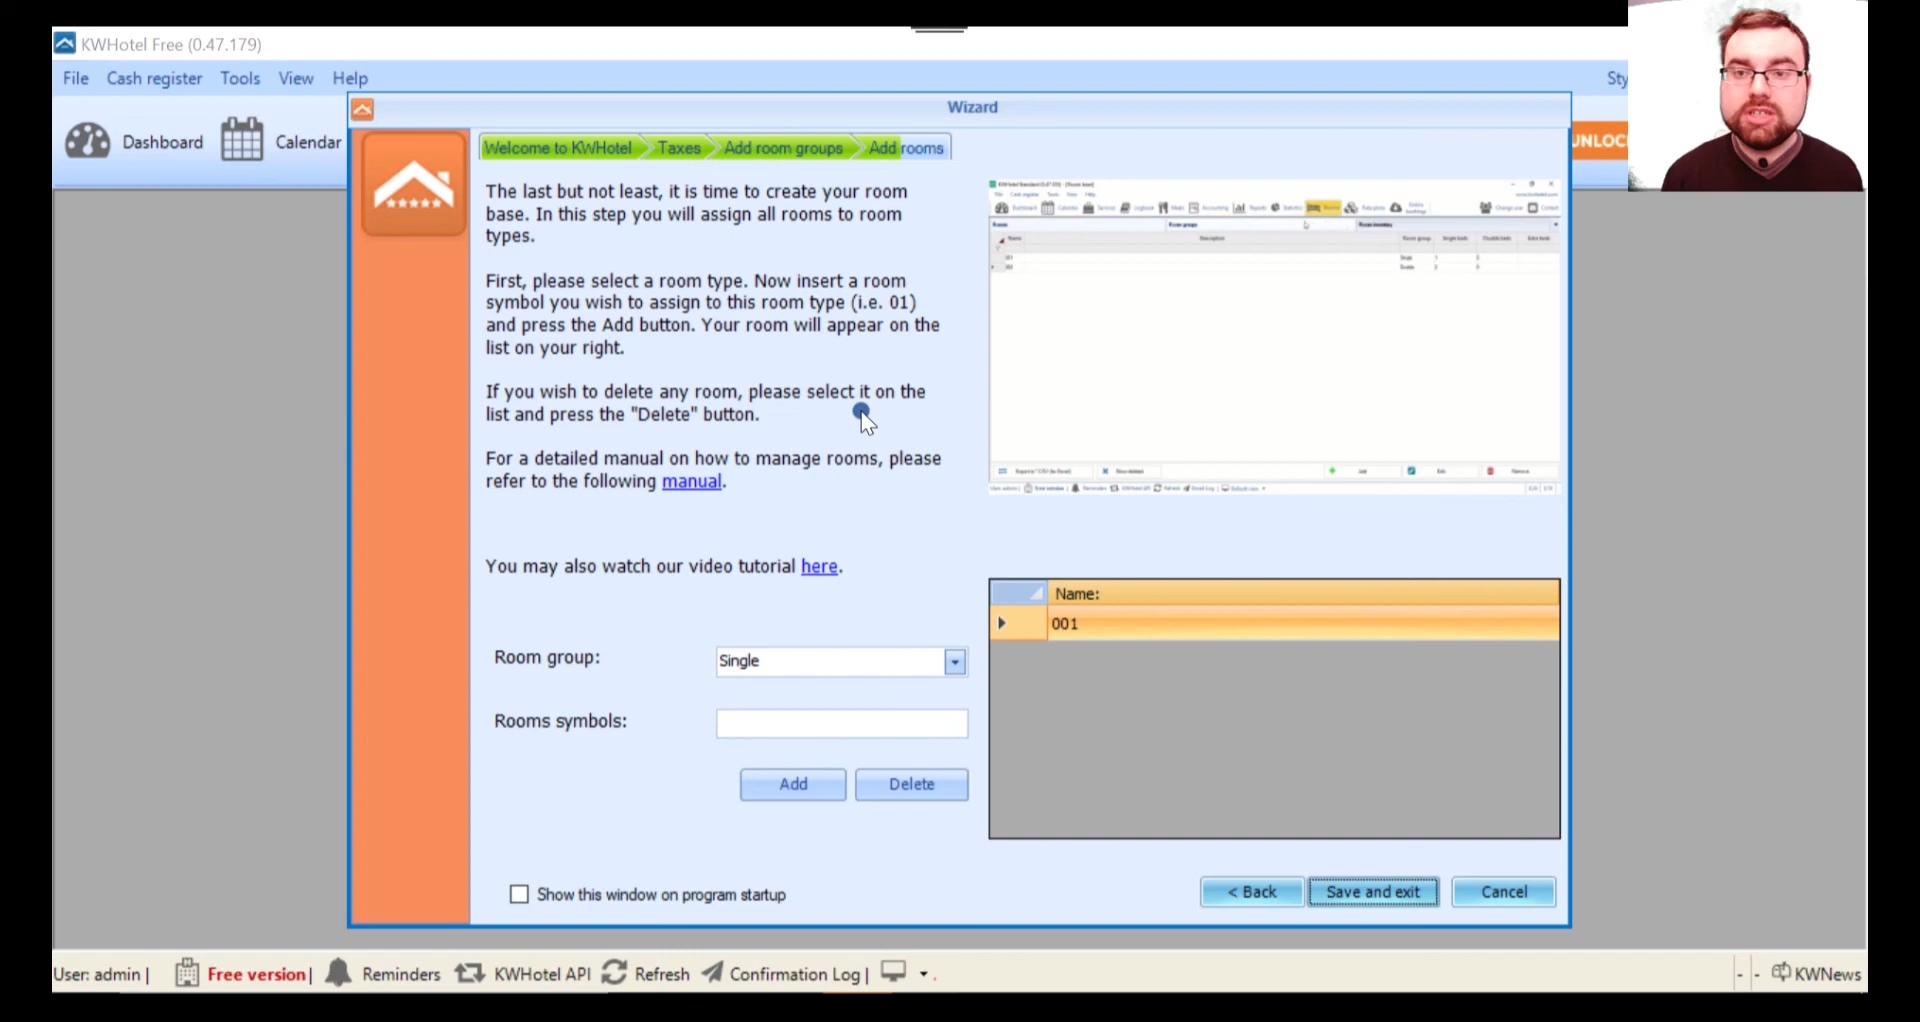 KWHotel Free (0.47.179)
File Cash register Tools View Help
Sty
Wizard
Dashboard Calendar
UNLOC
Welcome to KWHotel Taxes Add room groups Add rooms
The last but not least, it is time to create your room
base. In this step you will assign all rooms to room
types.
First, please select a room type. Now insert a room
symbol you wish to assign to this room type (i.e. 01)
and press the Add button. Your room will appear on the
list on your right.
If you wish to delete any room, please select it on the
list and press the "Delete" button.
For a detailed manual on how to manage rooms, please
refer to the following manual.
You may also watch our video tutorial here.
Name:
001
Room group: Single
Rooms symbols:
Add Delete
Show this window on program startup
< Back Save and exit Cancel
User: admin | Free version | Reminders KWHotel API Refresh Confirmation Log | - - KWNews